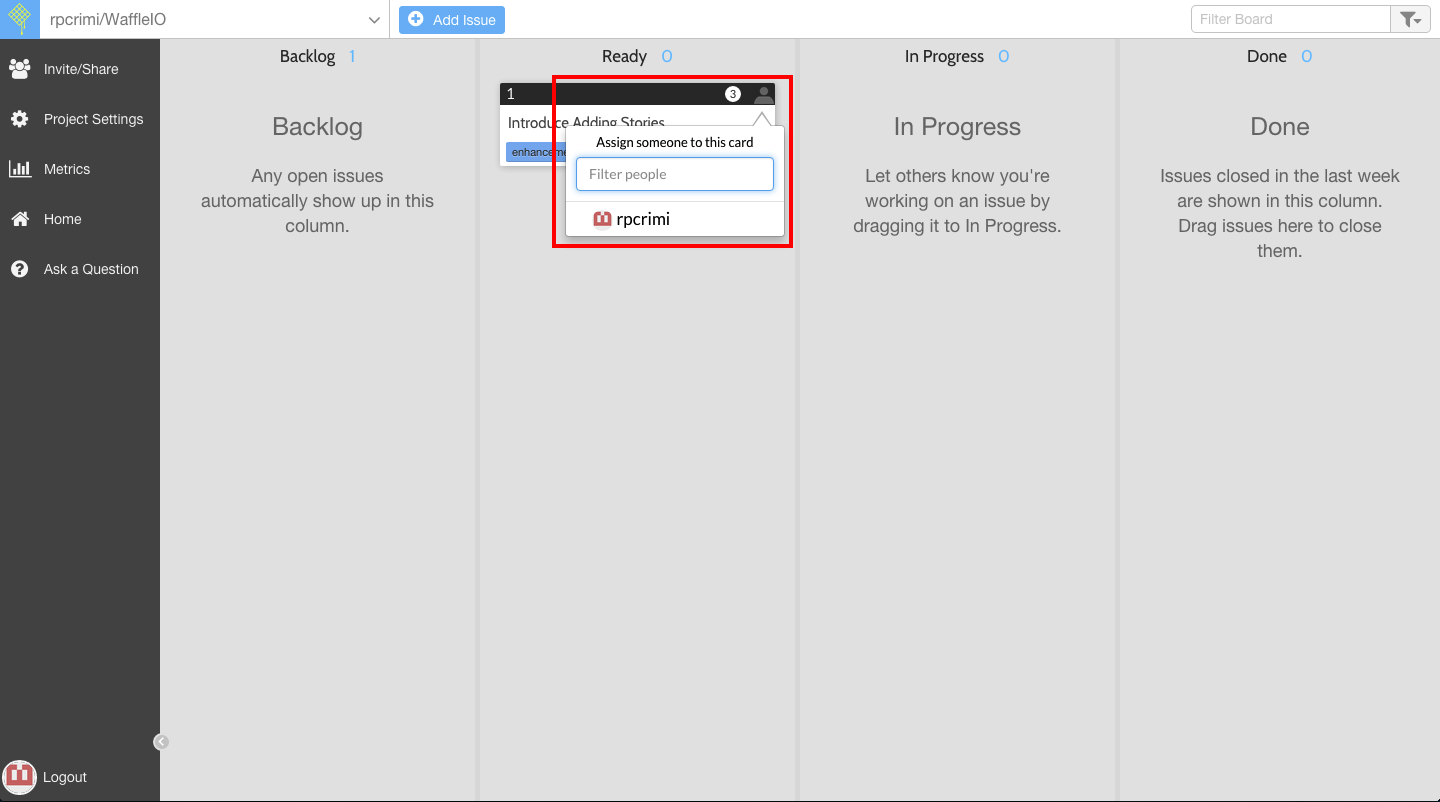 rpcrimi/WaffleIO
Add Issue
Filter Board
Invite/Share
Project Settings
Metrics
Home
Ask a Question
Logout
Backlog 1
Backlog
Any open issues
automatically show up in this
column.
Ready 0
1 3
Introduce Adding Stories
enhanceme
Assign someone to this card
Filter people
rpcrimi
In Progress 0
In Progress
Let others know you're
working on an issue by
dragging it to In Progress.
Done 0
Done
Issues closed in the last week
are shown in this column.
Drag issues here to close
them.